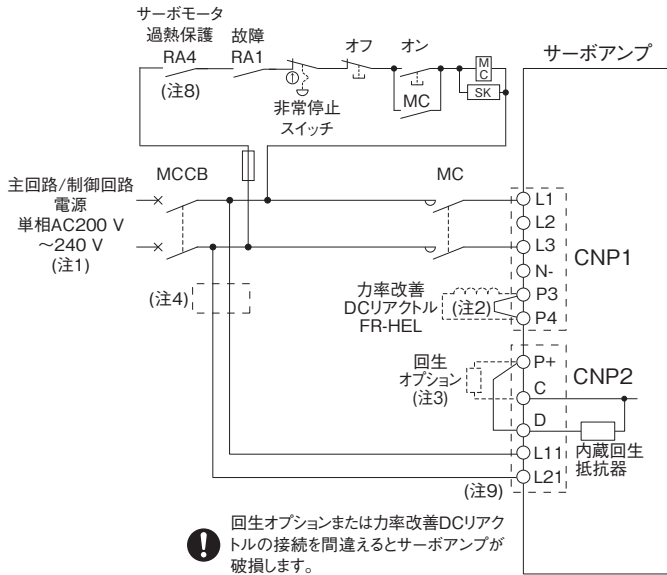 サーボモータ
過熱保護
RA4
(注8)
故障
RA1
非常停止
スイッチ
オフ
オン
MC
M
C
SK
サーボアンプ
主回路/制御回路
電源
単相AC200 V
～240 V
(注1)
MCCB
MC
L1
L2
L3
N-
P3
P4
CNP1
(注4)
力率改善
DCリアクトル
FR-HEL
(注2)
回生
オプション
(注3)
P+
C
D
L11
L21
CNP2
内蔵回生
抵抗器
(注9)
回生オプションまたは力率改善DCリアク
トルの接続を間違えるとサーボアンプが
破損します。